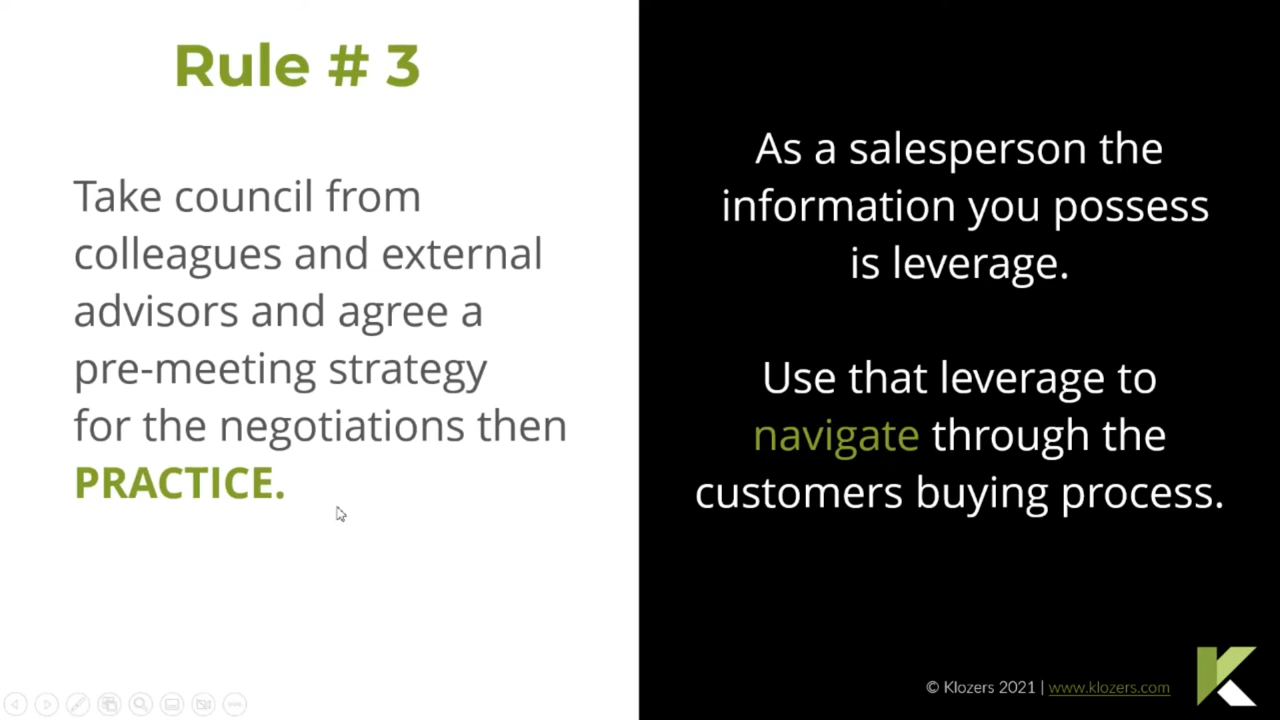 Rule # 3
Take council from
colleagues and external
advisors and agree a
pre-meeting strategy
for the negotiations then
PRACTICE.
As a salesperson the
information you possess
is leverage.
Use that leverage to
navigate through the
customers buying process.
© Klozers 2021 | www.klozers.com